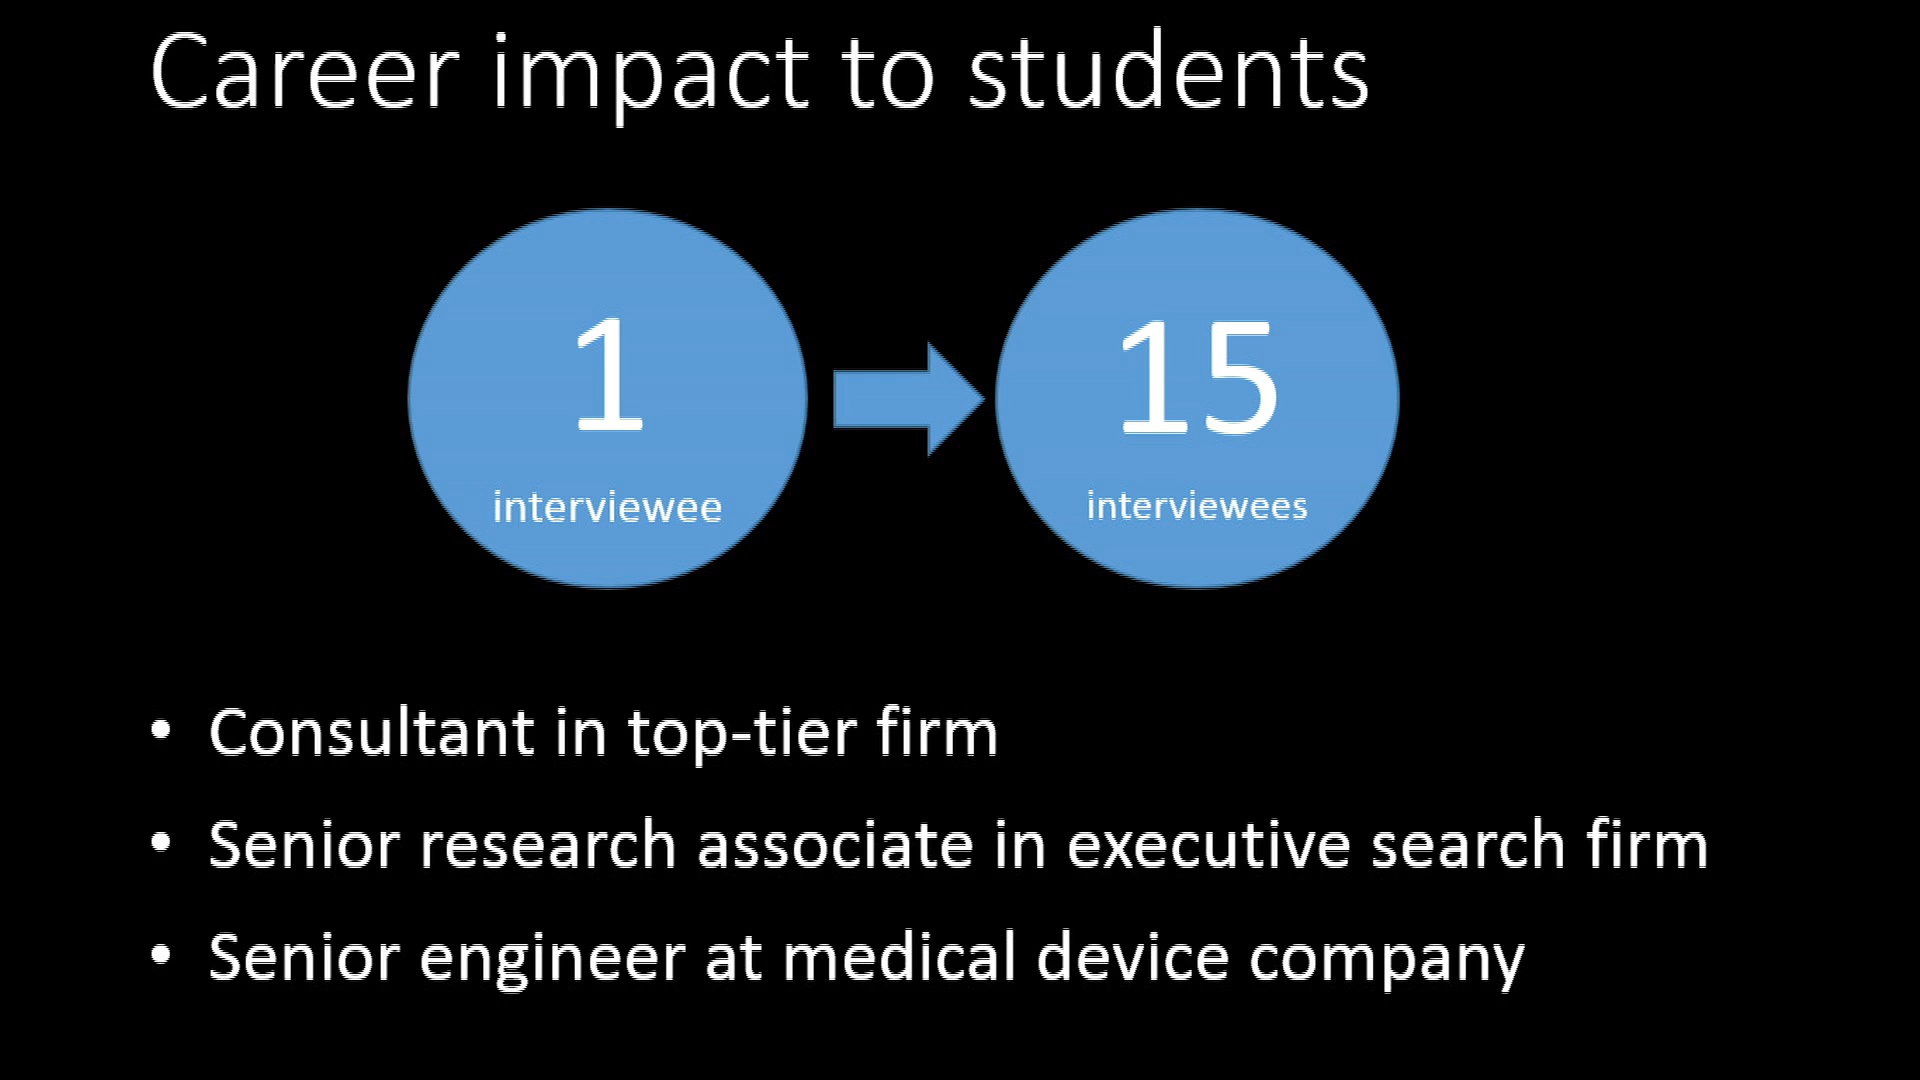 Career impact to students
1
interviewee
15
interviewees
• Consultant in top-tier firm
• Senior research associate in executive search firm
• Senior engineer at medical device company